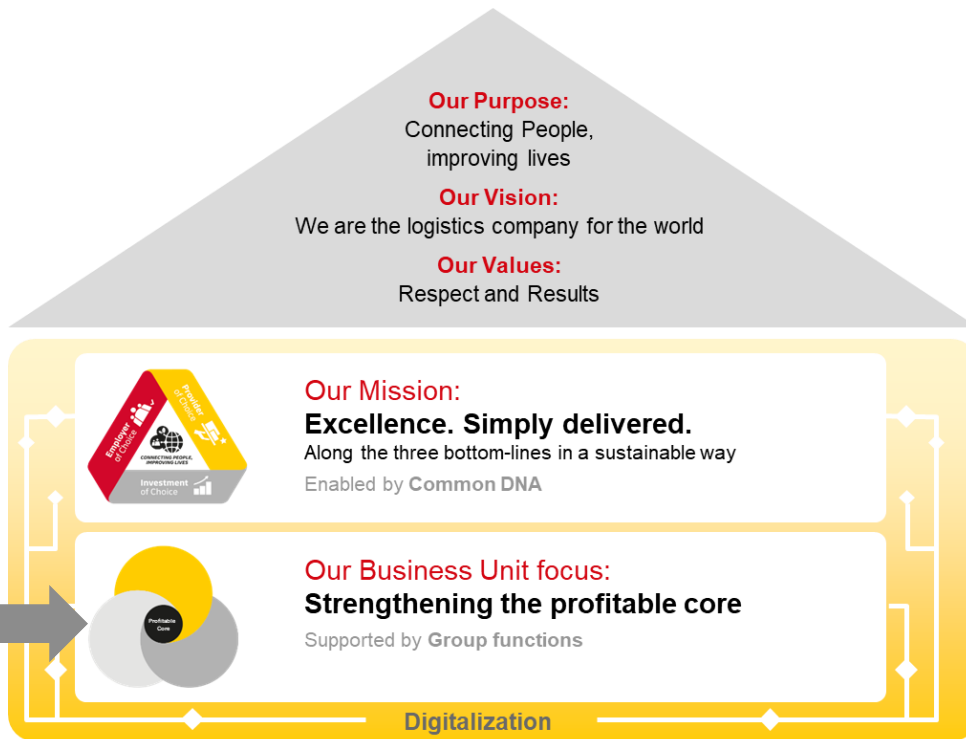 Our Purpose:
Connecting People,
improving lives
Our Vision:
We are the logistics company for the world
Our Values:
Respect and Results
Employer
of Choice
Provider
of Choice
CONNECTING PEOPLE,
IMPROVING LIVES
Investment
of Choice
Our Mission:
Excellence. Simply delivered.
Along the three bottom-lines in a sustainable way
Enabled by Common DNA
Profitable
Core
Our Business Unit focus:
Strengthening the profitable core
Supported by Group functions
Digitalization